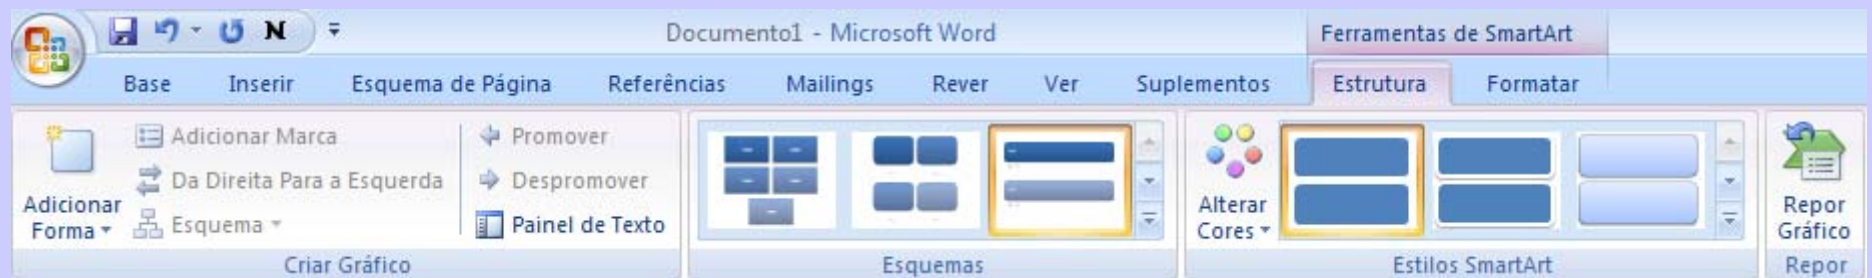 N
Documento1 - Microsoft Word
Ferramentas de SmartArt
Base Inserir Esquema de Página Referências Mailings Rever Ver Suplementos Estrutura Formatar
Adicionar Forma
Adicionar Marca
Da Direita Para a Esquerda
Esquema
Promover
Despromover
Painel de Texto
Criar Gráfico
Esquemas
Alterar
Cores
Estilos SmartArt
Repor
Gráfico
Repor